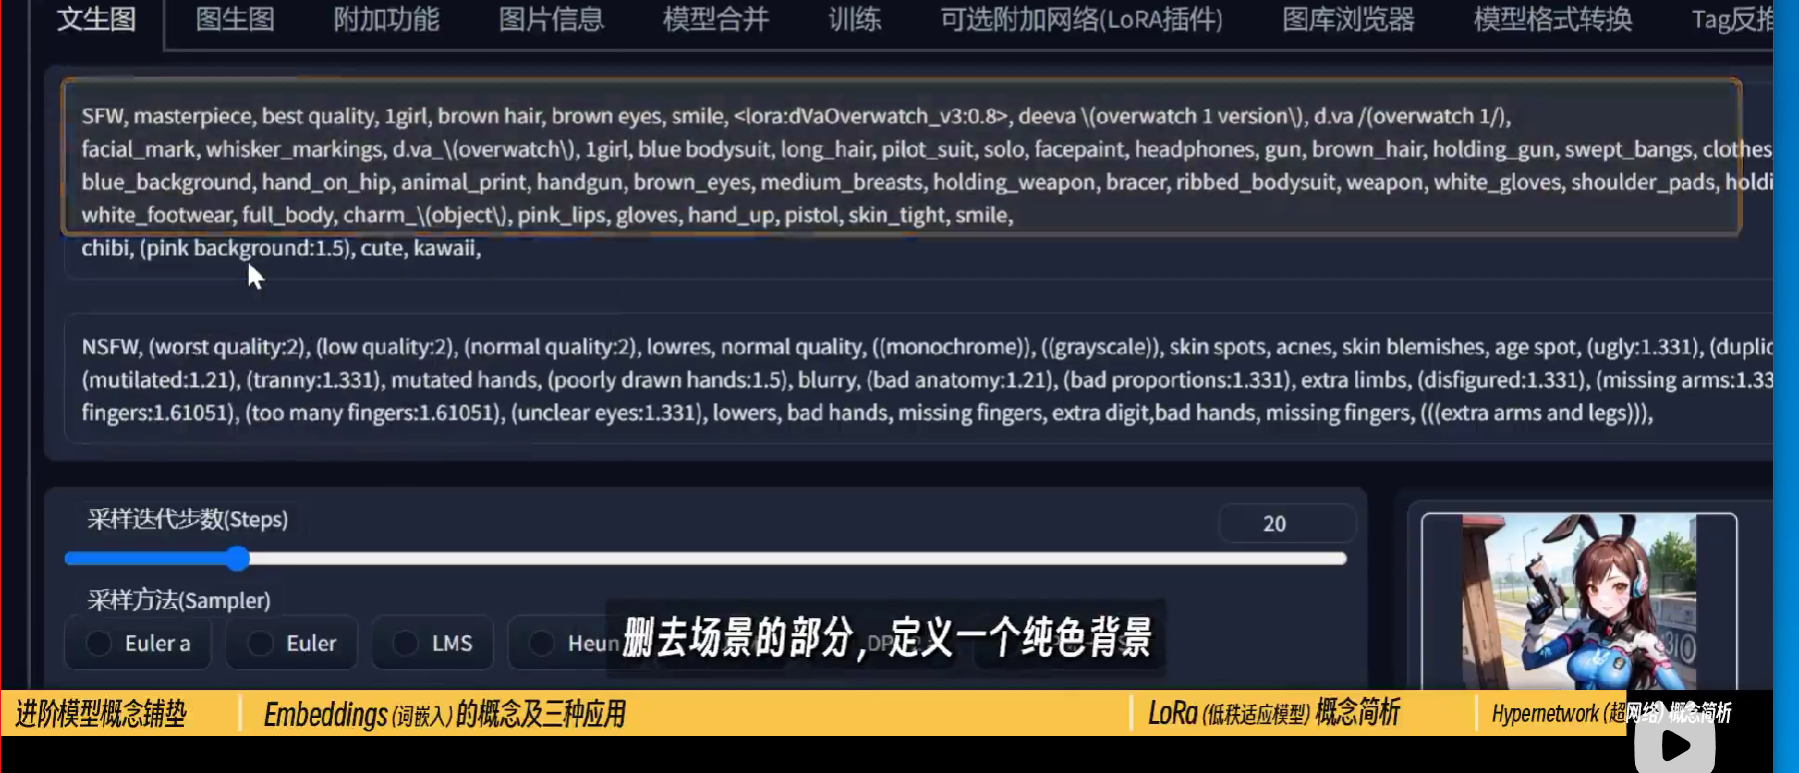 文生图 图生图 附加功能 图片信息 模型合并 训练 可选附加网络(LoRA插件) 图库浏览器 模型格式转换 Tag反推
SFW, masterpiece, best quality, 1girl, brown hair, brown eyes, smile, <lora:dVaOverwatch_v3:0.8>, deeva \(overwatch 1 version\), d.va /(overwatch 1/),
facial_mark, whisker_markings, d.va_\(overwatch\), 1girl, blue bodysuit, long_hair, pilot_suit, solo, facepaint, headphones, gun, brown_hair, holding_gun, swept_bangs, clothes
blue_background, hand_on_hip, animal_print, handgun, brown_eyes, medium_breasts, holding_weapon, bracer, ribbed_bodysuit, weapon, white_gloves, shoulder_pads, holdi
white_footwear, full_body, charm_\(object\), pink_lips, gloves, hand_up, pistol, skin_tight, smile,
chibi, (pink background:1.5), cute, kawaii,
NSFW, (worst quality:2), (low quality:2), (normal quality:2), lowres, normal quality, ((monochrome)), ((grayscale)), skin spots, acnes, skin blemishes, age spot, (ugly:1.331), (duplic
(mutilated:1.21), (tranny:1.331), mutated hands, (poorly drawn hands:1.5), blurry, (bad anatomy:1.21), (bad proportions:1.331), extra limbs, (disfigured:1.331), (missing arms:1.33
fingers:1.61051), (too many fingers:1.61051), (unclear eyes:1.331), lowers, bad hands, missing fingers, extra digit,bad hands, missing fingers, (((extra arms and legs))),
采样迭代步数(Steps) 20
采样方法(Sampler)
Euler a Euler LMS Heun
删去场景的部分，定义一个纯色背景
进阶模型概念铺垫 Embeddings (词嵌入) 的概念及三种应用 LoRa (低秩适应模型) 概念简析 Hypernetwork (超网络) 概念简析